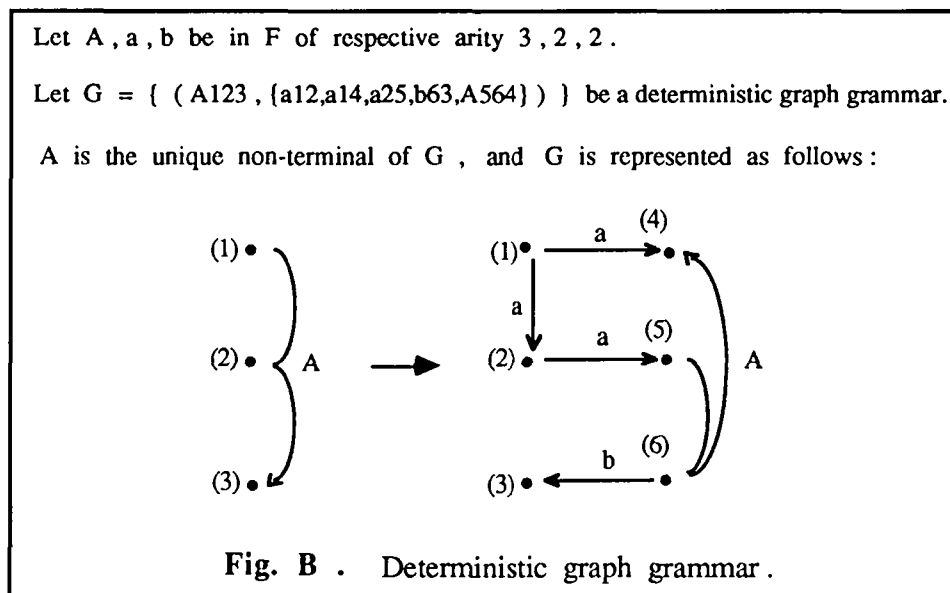 Let A , a , b be in F of respective arity 3 , 2 , 2 .
Let G = { ( A123 , {a12,a14,a25,b63,A564} ) } be a deterministic graph grammar.
A is the unique non-terminal of G , and G is represented as follows :
(1) (1) a (4)
a
(2) A (2) a (5) A
(3) (3) b (6)
Fig. B . Deterministic graph grammar .